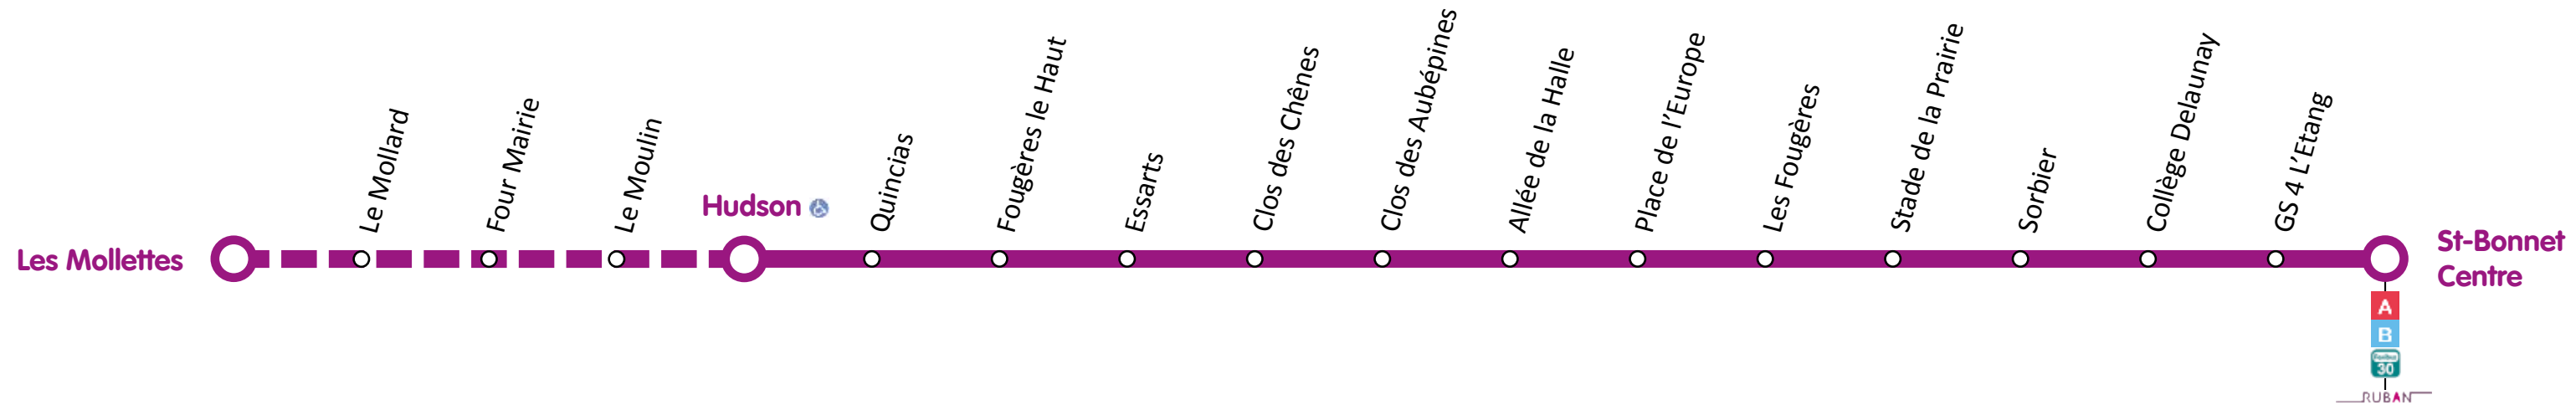 Les Mollettes
Le Mollard
Four Mairie
Le Moulin
Hudson
Quincias
Fougères le Haut
Essarts
Clos des Chênes
Clos des Aubépines
Allée de la Halle
Place de l'Europe
Les Fougères
Stade de la Prairie
Sorbier
Collège Delaunay
GS 4 L'Etang
St-Bonnet
Centre
A
B
30
RUBAN